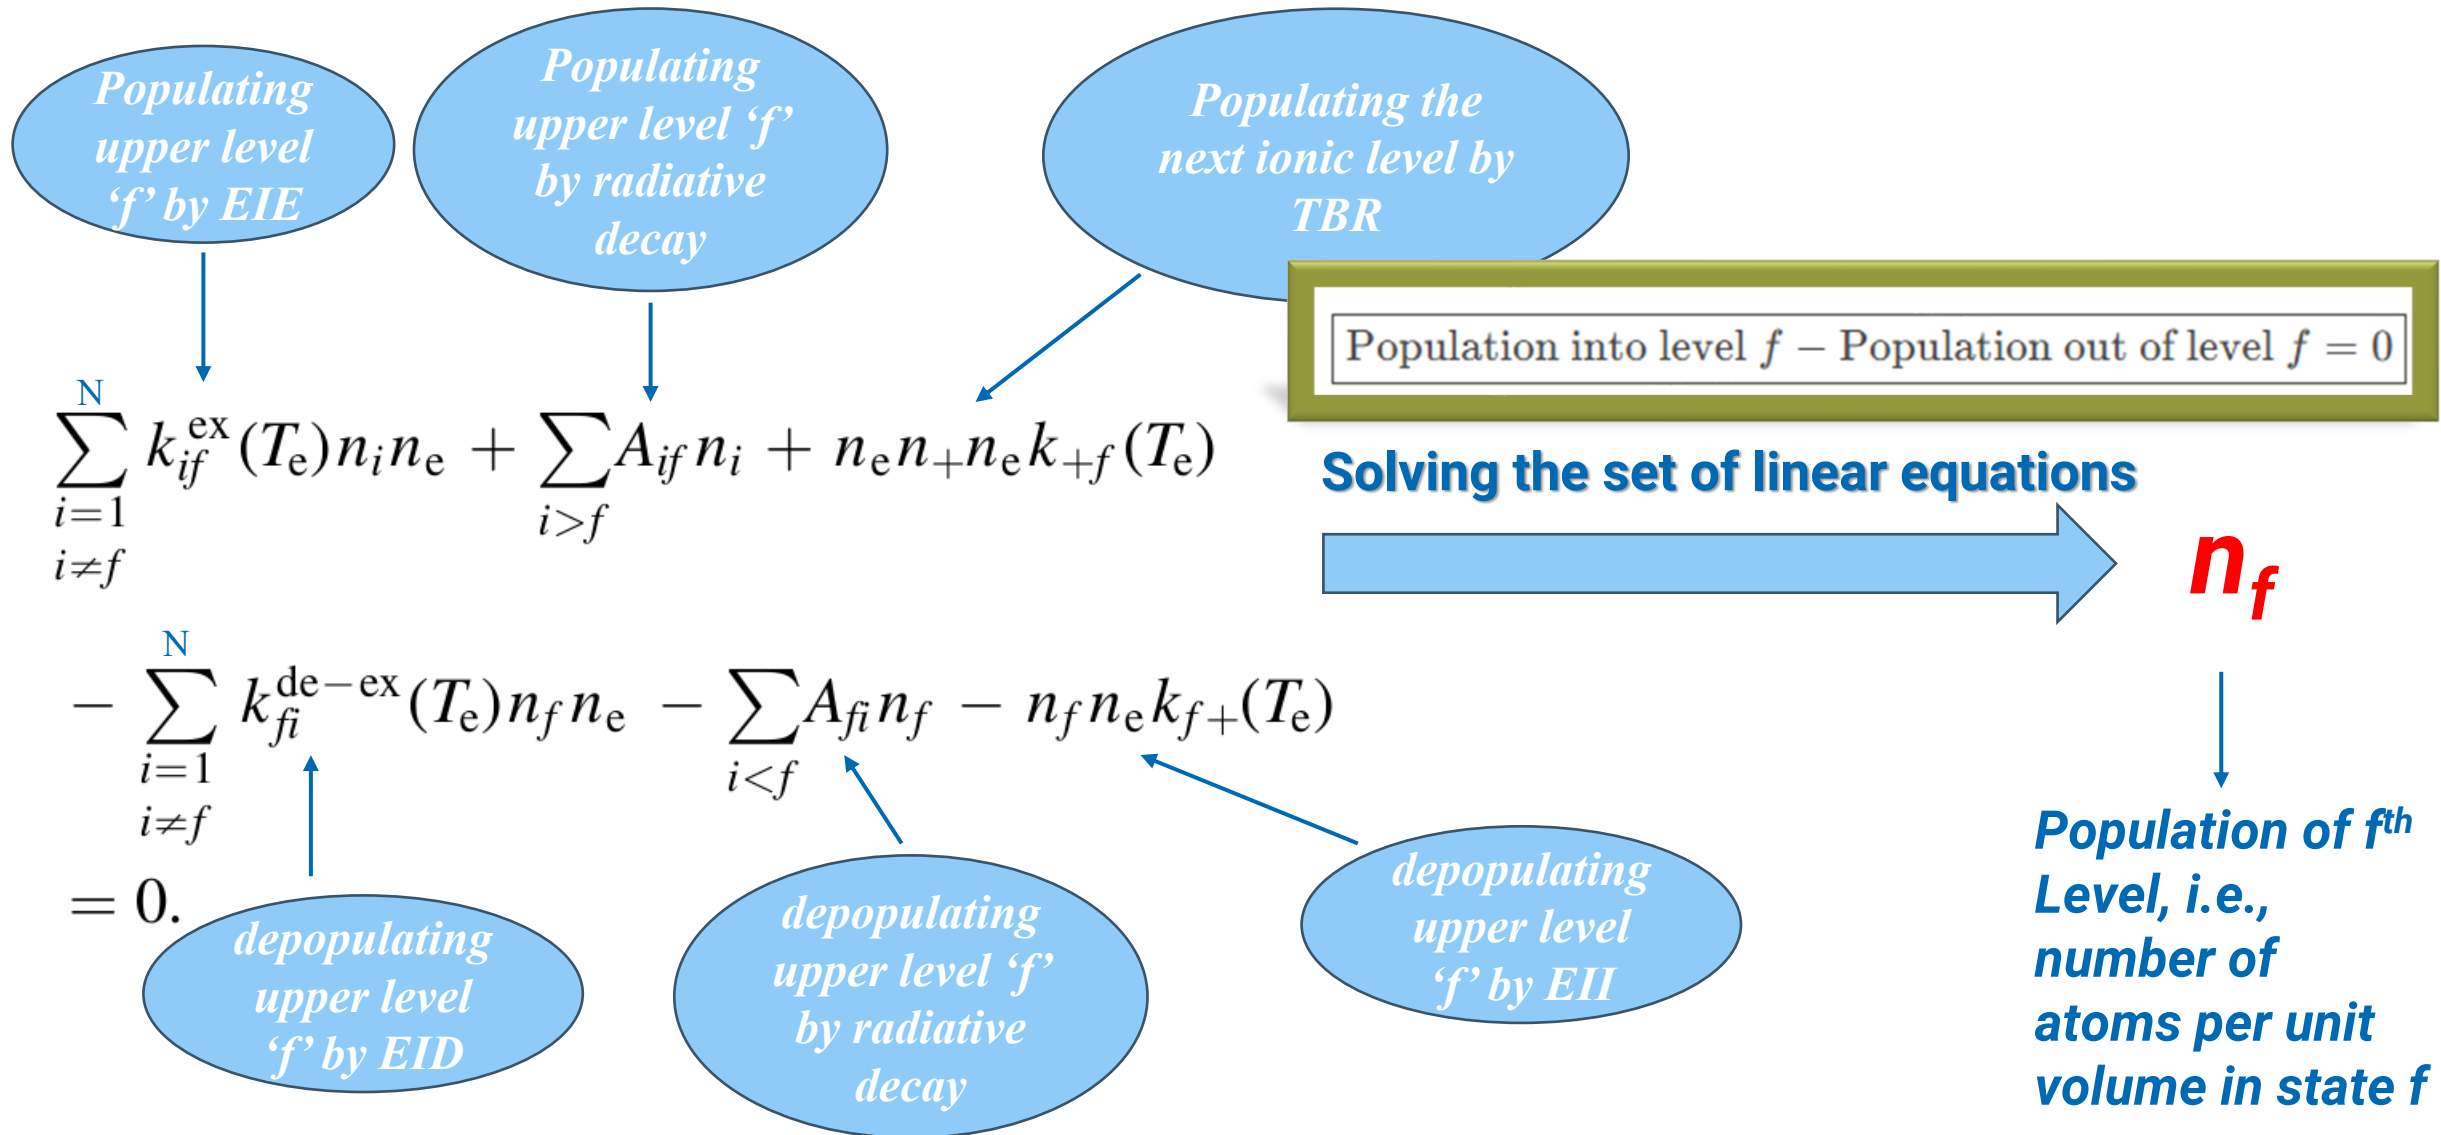 Populating
upper level
‘f’ by EIE
Populating
upper level ‘f’
by radiative
decay
Populating the
next ionic level by
TBR
Population into level f − Population out of level f = 0
N
∑ k_{if}^{ex}(T_e)n_i n_e + ∑ A_{if} n_i + n_e n_+ n_e k_{+f}(T_e)
i=1
i≠f
i>f
Solving the set of linear equations
n_f
N
− ∑ k_{fi}^{de−ex}(T_e)n_f n_e − ∑ A_{fi} n_f − n_f n_e k_{f+}(T_e)
i=1
i≠f
i<f
= 0.
depopulating
upper level
‘f’ by EID
depopulating
upper level ‘f’
by radiative
decay
depopulating
upper level
‘f’ by EII
Population of f^{th}
Level, i.e.,
number of
atoms per unit
volume in state f